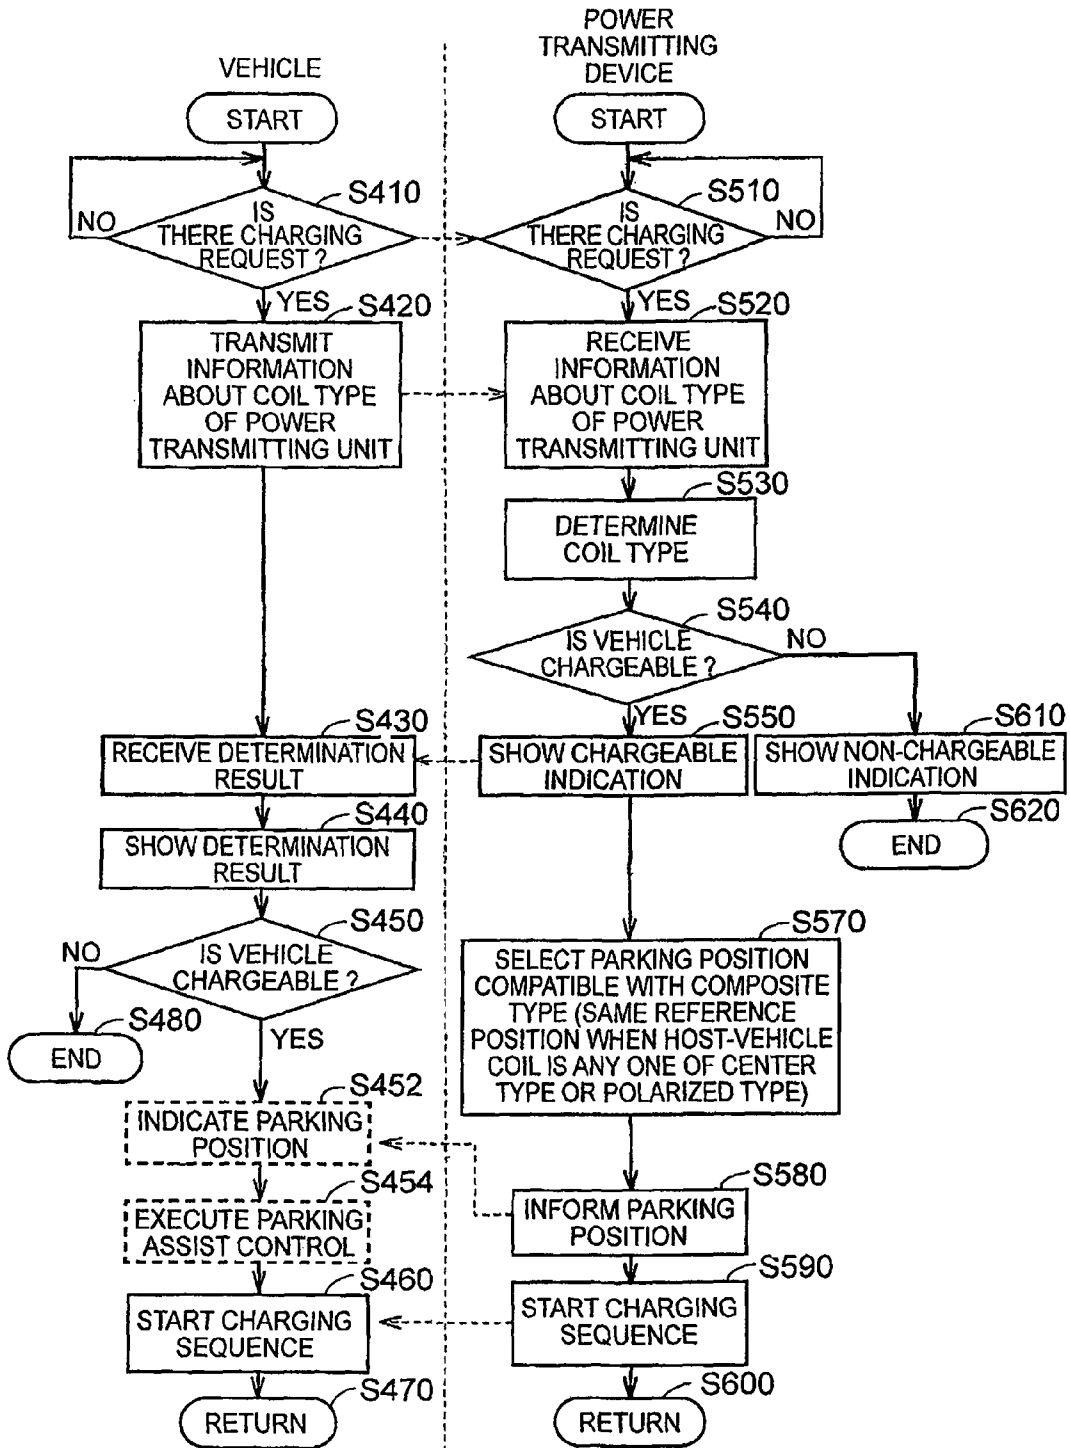 VEHICLE
START
S410
NO
IS
THERE CHARGING
REQUEST ?
YES
S420
TRANSMIT
INFORMATION
ABOUT COIL TYPE
OF POWER
TRANSMITTING UNIT
S430
RECEIVE DETERMINATION
RESULT
S440
SHOW DETERMINATION
RESULT
S450
NO
IS VEHICLE
CHARGEABLE ?
S480
END
YES
S452
INDICATE PARKING
POSITION
S454
EXECUTE PARKING
ASSIST CONTROL
S460
START CHARGING
SEQUENCE
S470
RETURN
POWER
TRANSMITTING
DEVICE
START
S510
IS
THERE CHARGING
REQUEST ?
NO
YES
S520
RECEIVE
INFORMATION
ABOUT COIL TYPE
OF POWER
TRANSMITTING UNIT
S530
DETERMINE
COIL TYPE
S540
IS VEHICLE
CHARGEABLE ?
NO
YES
S550
SHOW CHARGEABLE
INDICATION
S610
SHOW NON-CHARGEABLE
INDICATION
S620
END
S570
SELECT PARKING POSITION
COMPATIBLE WITH COMPOSITE
TYPE (SAME REFERENCE
POSITION WHEN HOST-VEHICLE
COIL IS ANY ONE OF CENTER
TYPE OR POLARIZED TYPE)
S580
INFORM PARKING
POSITION
S590
START CHARGING
SEQUENCE
S600
RETURN